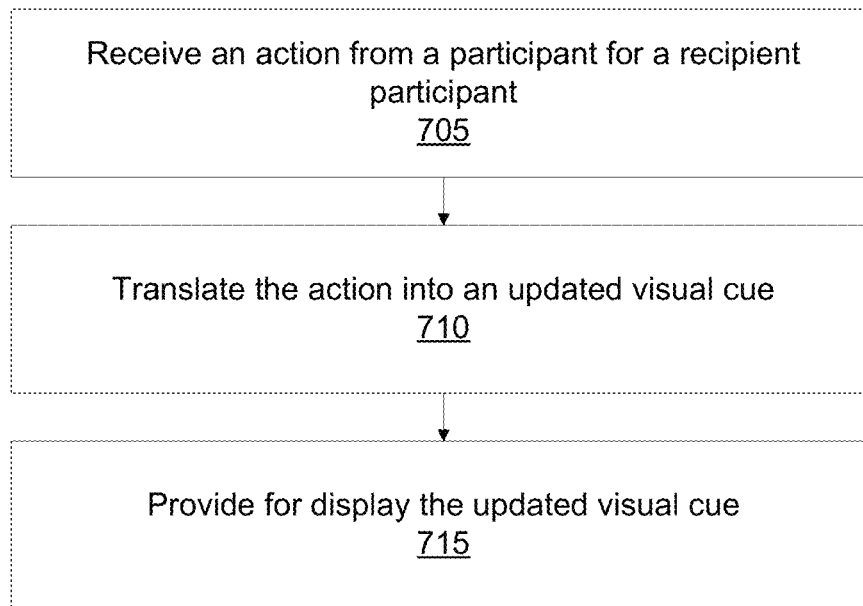 Receive an action from a participant for a recipient
participant
705
Translate the action into an updated visual cue
710
Provide for display the updated visual cue
715